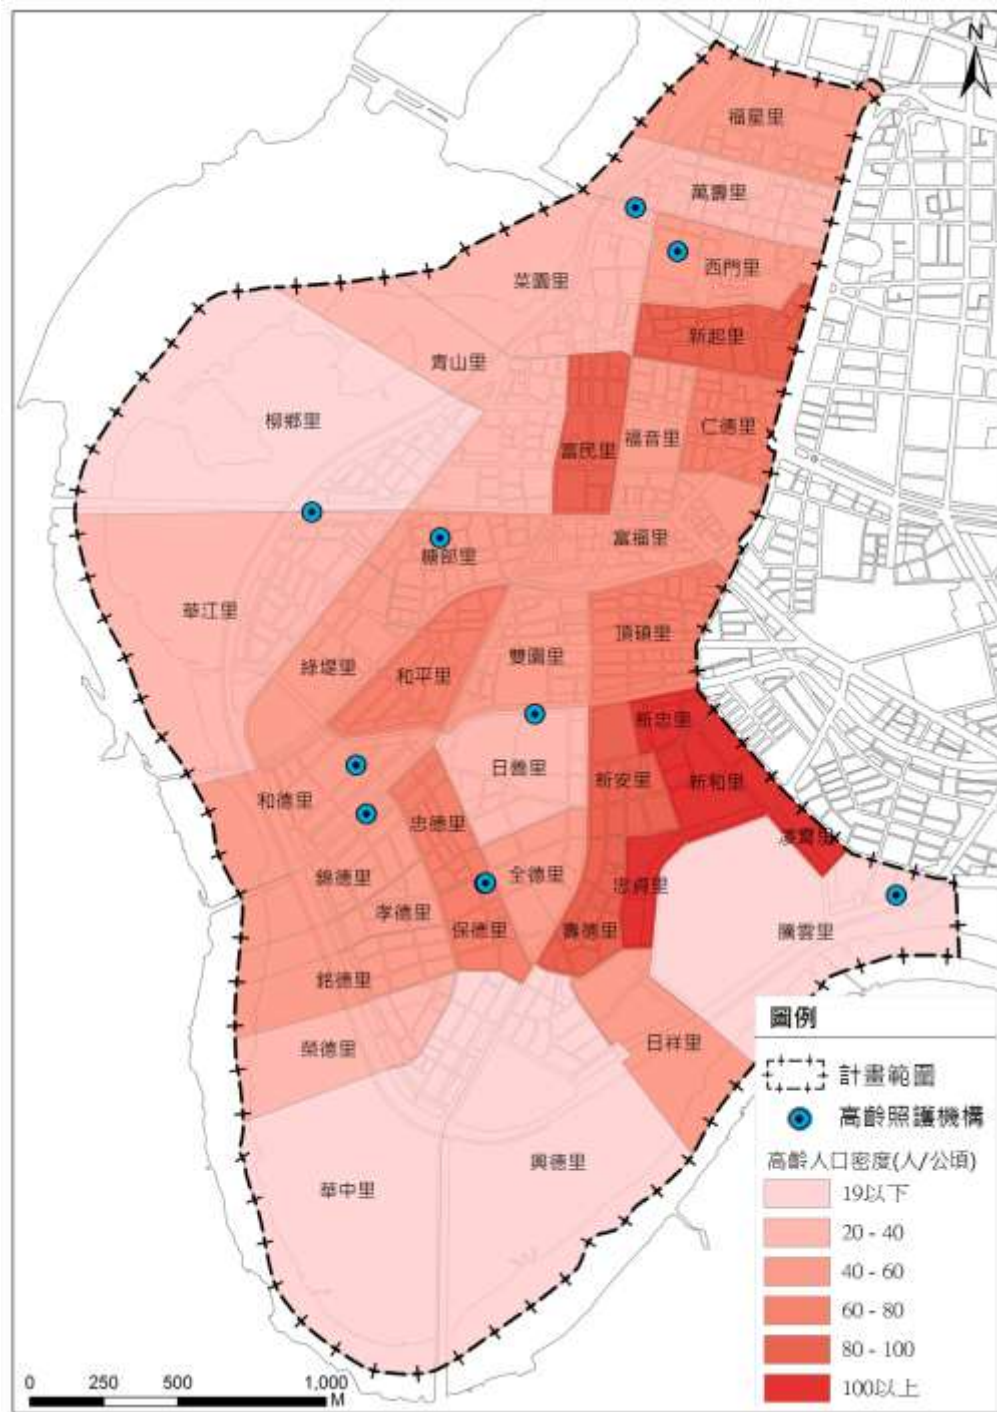 N
福星里
萬壽里
西門里
菜園里
新起里
青山里
柳鄉里
仁德里
福音里
富民里
富福里
糖部里
華江里
頂碩里
雙園里
綠堤里
和平里
新忠里
日善里
新安里
新和里
和德里
忠德里
凌霄里
全德里
錦德里
忠貞里
孝德里
保德里
壽德里
騰雲里
銘德里
日祥里
榮德里
興德里
華中里
圖例
計畫範圍
高齡照護機構
高齡人口密度(人/公頃)
19以下
20 - 40
40 - 60
60 - 80
80 - 100
100以上
0 250 500 1,000
M